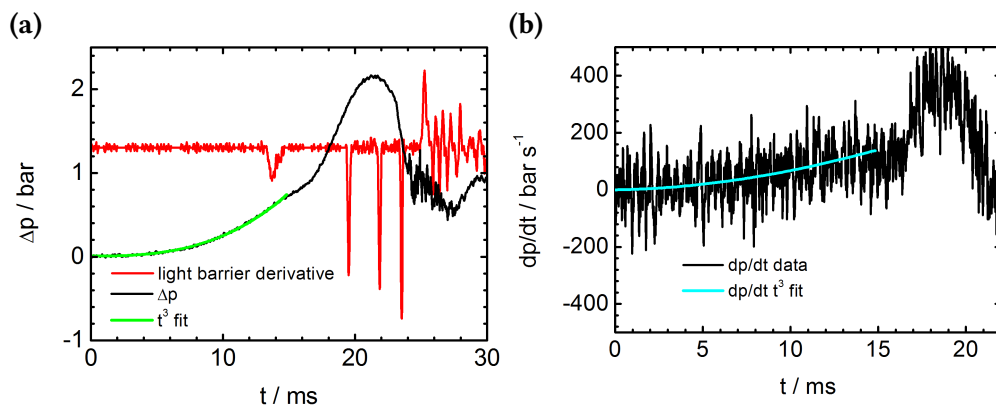 (a)
2
1
0
-1
Δp / bar
light barrier derivative
Δp
t³ fit
0 10 20 30
t / ms
(b)
400
200
0
-200
-400
dp/dt / bar s⁻¹
dp/dt data
dp/dt t³ fit
0 5 10 15 20
t / ms